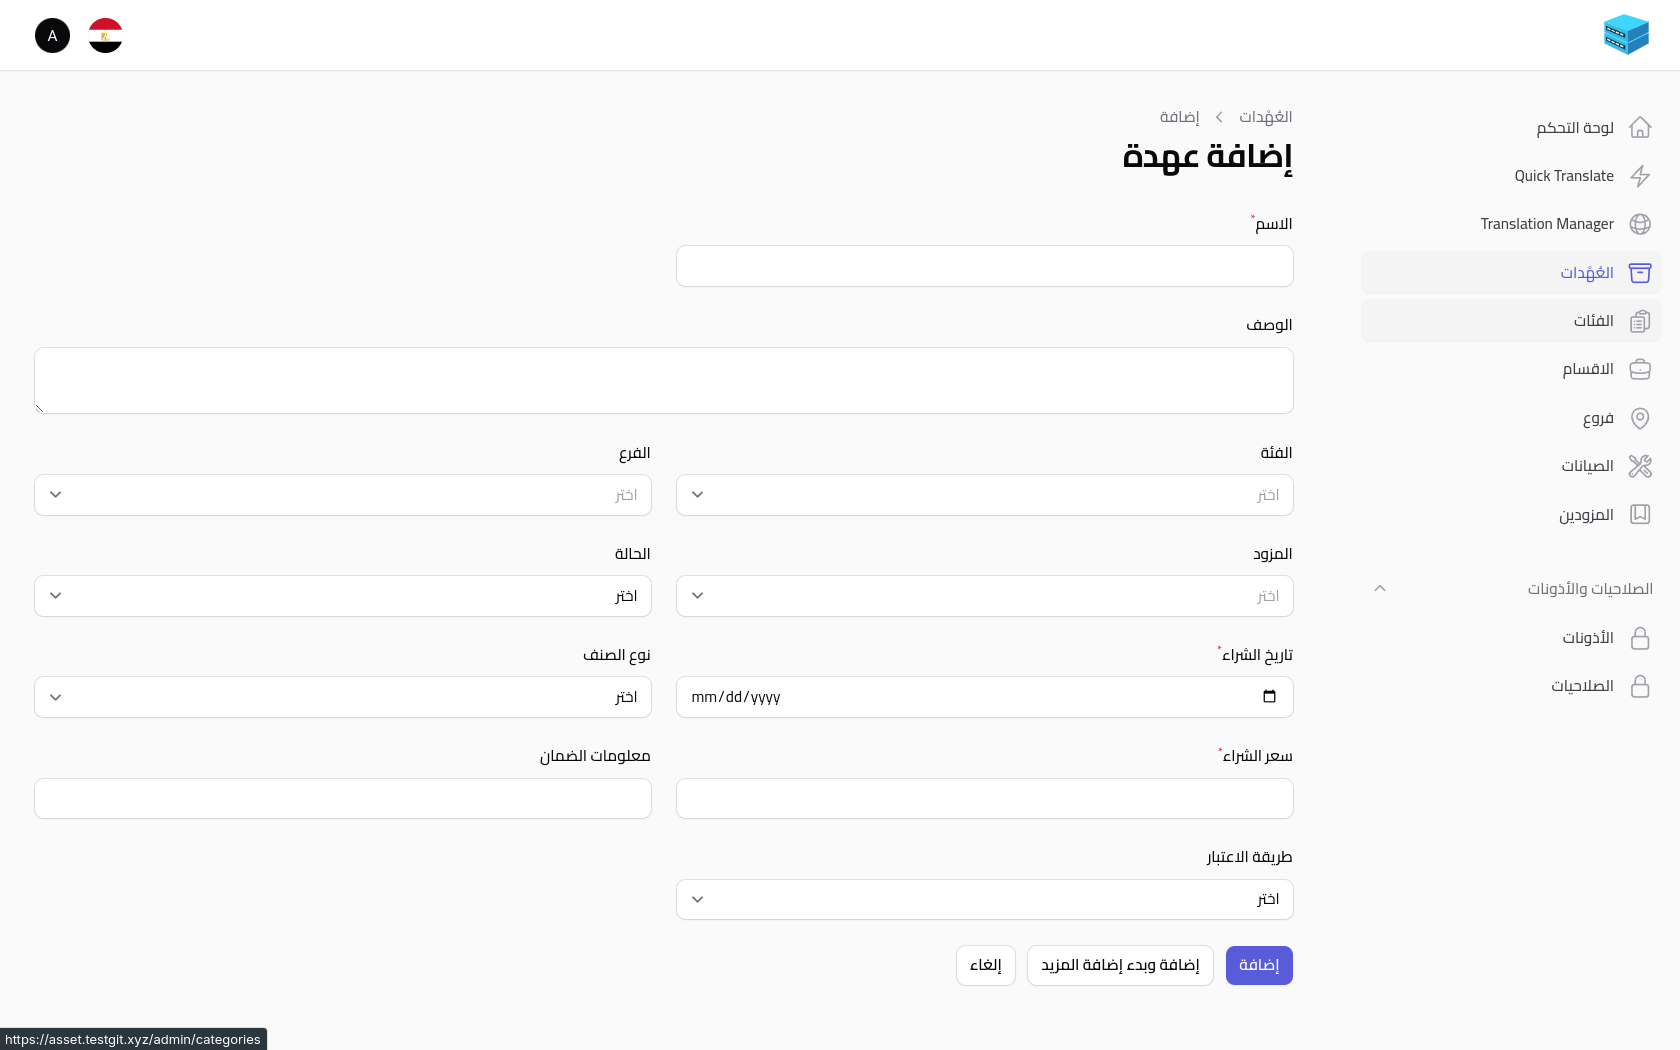 A
لوحة التحكم
Quick Translate
Translation Manager
العُهْدات
الفئات
الاقسام
فروع
الصيانات
المزودين
الصلاحيات والأذونات
الأذونات
الصلاحيات
العُهْدات
إضافة
إضافة عهدة
الاسم*
الوصف
الفئة
الفرع
اختر
اختر
المزود
الحالة
اختر
اختر
تاريخ الشراء*
نوع الصنف
mm/dd/yyyy
اختر
سعر الشراء*
معلومات الضمان
طريقة الاعتبار
اختر
إضافة
إضافة وبدء إضافة المزيد
إلغاء
https://asset.testgit.xyz/admin/categories